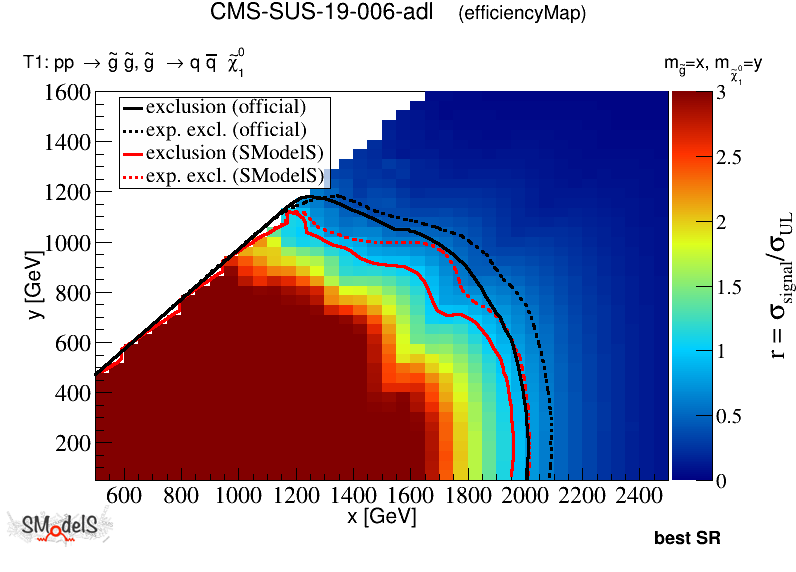 CMS-SUS-19-006-adl (efficiencyMap)
T1: pp → g̃ g̃, g̃ → q q̅ χ̃₁⁰
m_g̃=x, m_χ̃₁⁰=y
exclusion (official)
exp. excl. (official)
exclusion (SModelS)
exp. excl. (SModelS)
1600
1400
1200
1000
800
600
400
200
y [GeV]
600 800 1000 1200 1400 1600 1800 2000 2200 2400
x [GeV]
3
2.5
2
1.5
1
0.5
0
r = σ_signal/σ_UL
SModelS
best SR